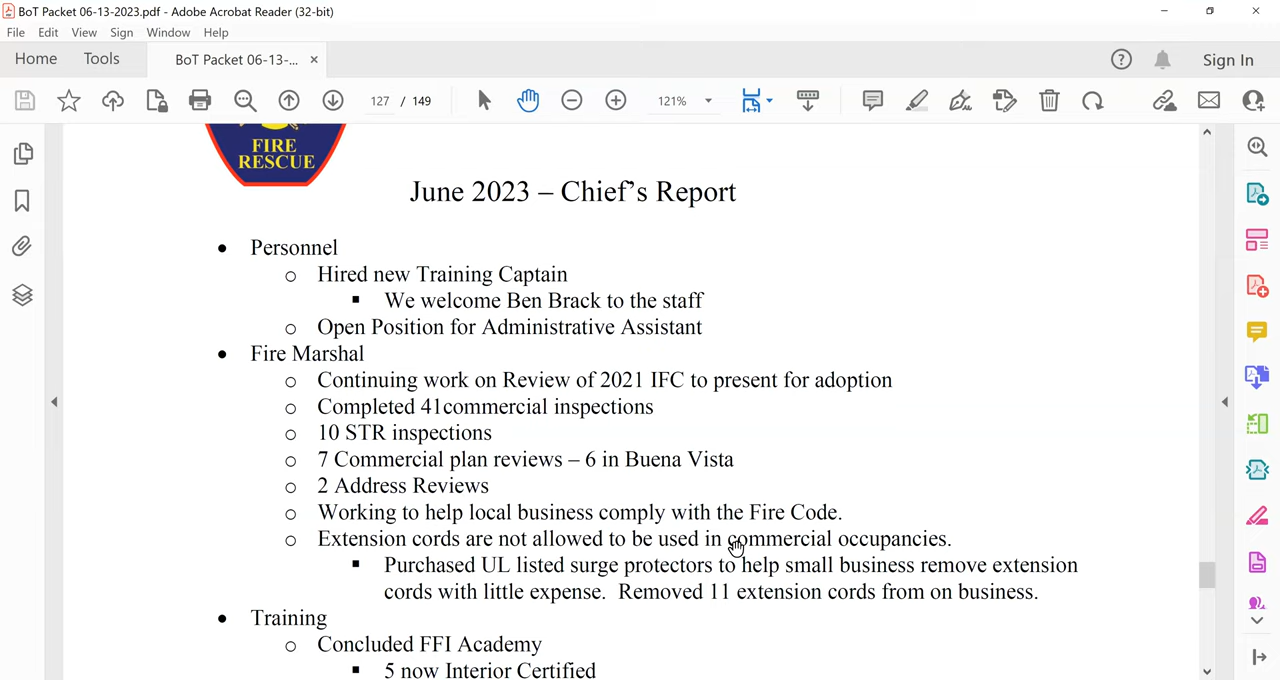 BoT Packet 06-13-2023.pdf - Adobe Acrobat Reader (32-bit)
File Edit View Sign Window Help
Home Tools BoT Packet 06-13-... × Sign In
127 / 149 121%
FIRE
RESCUE
June 2023 – Chief's Report
• Personnel
o Hired new Training Captain
▪ We welcome Ben Brack to the staff
o Open Position for Administrative Assistant
• Fire Marshal
o Continuing work on Review of 2021 IFC to present for adoption
o Completed 41commercial inspections
o 10 STR inspections
o 7 Commercial plan reviews – 6 in Buena Vista
o 2 Address Reviews
o Working to help local business comply with the Fire Code.
o Extension cords are not allowed to be used in commercial occupancies.
▪ Purchased UL listed surge protectors to help small business remove extension
cords with little expense.  Removed 11 extension cords from on business.
• Training
o Concluded FFI Academy
▪ 5 now Interior Certified